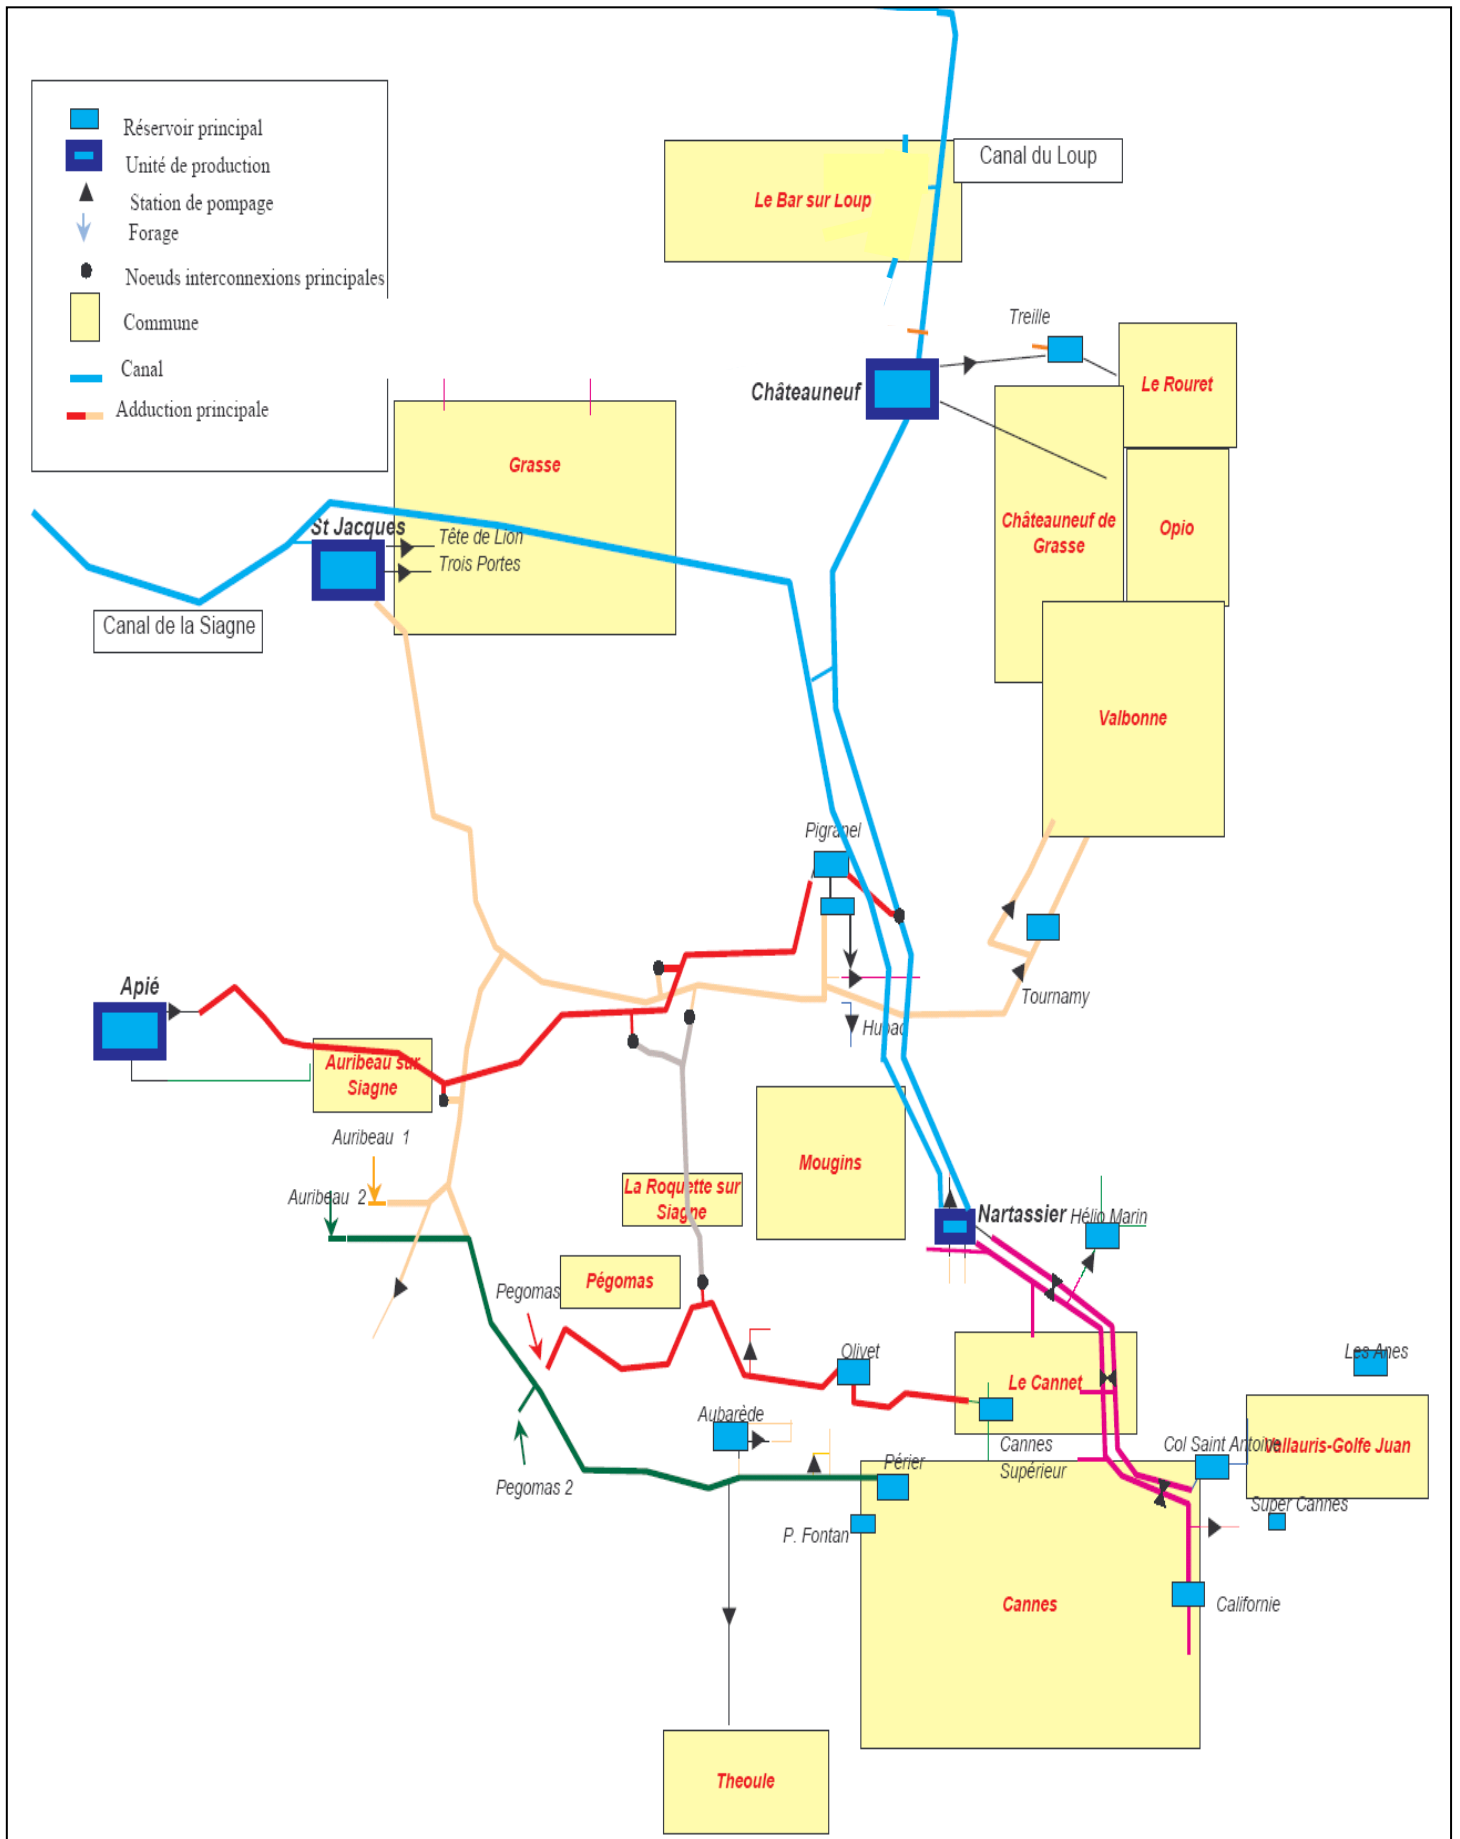 Réservoir principal
Unité de production
Station de pompage
Forage
Noeuds interconnexions principales
Commune
Canal
Adduction principale
Canal du Loup
Le Bar sur Loup
Treille
Le Rouret
Châteauneuf
Grasse
Châteauneuf de
Grasse
Opio
St Jacques
Tête de Lion
Trois Portes
Canal de la Siagne
Valbonne
Pigranel
Apié
Tournamy
Hubac
Auribeau sur
Siagne
Auribeau 1
Mougins
La Roquette sur
Siagne
Auribeau 2
Nartassier
Hélio Marin
Pégomas
Pegomas
Olivet
Les Anes
Le Cannet
Aubarède
Cannes
Supérieur
Col Saint Antoine
Vallauris-Golfe Juan
Périer
Pegomas 2
Super Cannes
P. Fontan
Cannes
Californie
Theoule